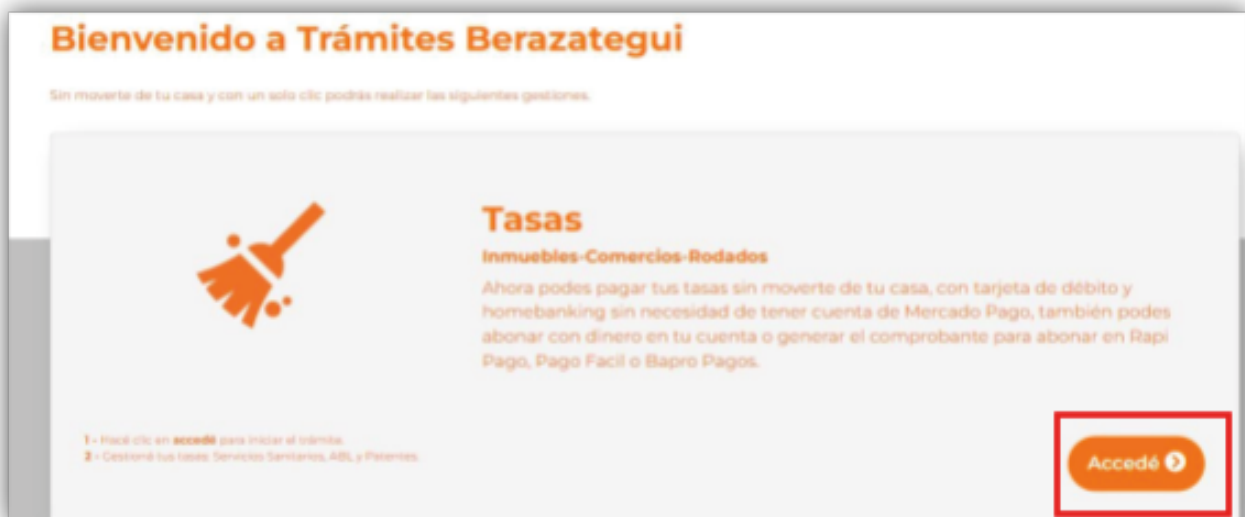 Bienvenido a Trámites Berazategui
Sin moverte de tu casa y con un solo clic podrás realizar las siguientes gestiones.
Tasas
Inmuebles-Comercios-Rodados
Ahora podes pagar tus tasas sin moverte de tu casa, con tarjeta de débito y
homebanking sin necesidad de tener cuenta de Mercado Pago, también podes
abonar con dinero en tu cuenta o generar el comprobante para abonar en Rapi
Pago, Pago Facil o Bapro Pagos.
1 - Hacé clic en accedé para iniciar el trámite.
2 - Gestioná tus tasas: Servicios Sanitarios, ABL y Patentes.
Accedé